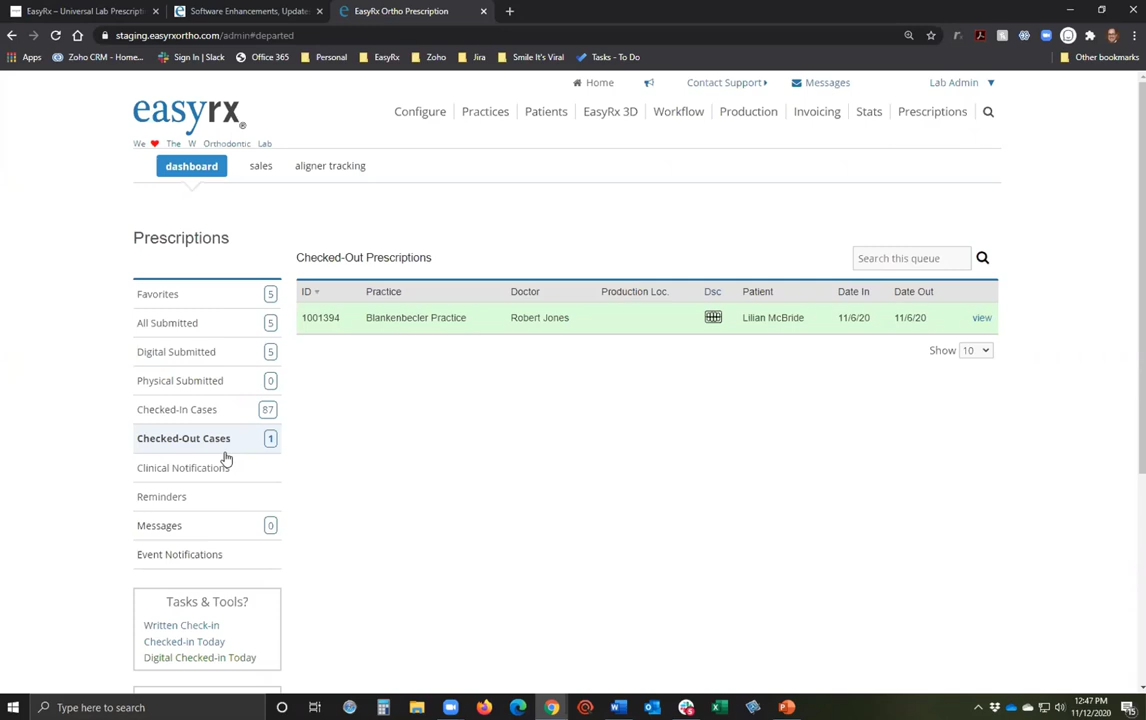 EasyRx – Universal Lab Prescripti
Software Enhancements, Update
EasyRx Ortho Prescription
staging.easyrxortho.com/admin#departed
Apps
Zoho CRM - Home...
Sign In | Slack
Office 365
Personal
EasyRx
Zoho
Jira
Smile It's Viral
Tasks - To Do
Other bookmarks
Home
Contact Support
Messages
Lab Admin
easyrx®
We ❤ The W Orthodontic Lab
Configure
Practices
Patients
EasyRx 3D
Workflow
Production
Invoicing
Stats
Prescriptions
dashboard
sales
aligner tracking
Prescriptions
Favorites 5
All Submitted 5
Digital Submitted 5
Physical Submitted 0
Checked-In Cases 87
Checked-Out Cases 1
Clinical Notifications
Reminders
Messages 0
Event Notifications
Tasks & Tools?
Written Check-in
Checked-in Today
Digital Checked-in Today
Checked-Out Prescriptions
Search this queue
ID Practice Doctor Production Loc. Dsc Patient Date In Date Out
1001394 Blankenbecler Practice Robert Jones Lilian McBride 11/6/20 11/6/20 view
Show 10
Type here to search
12:47 PM
11/12/2020
15